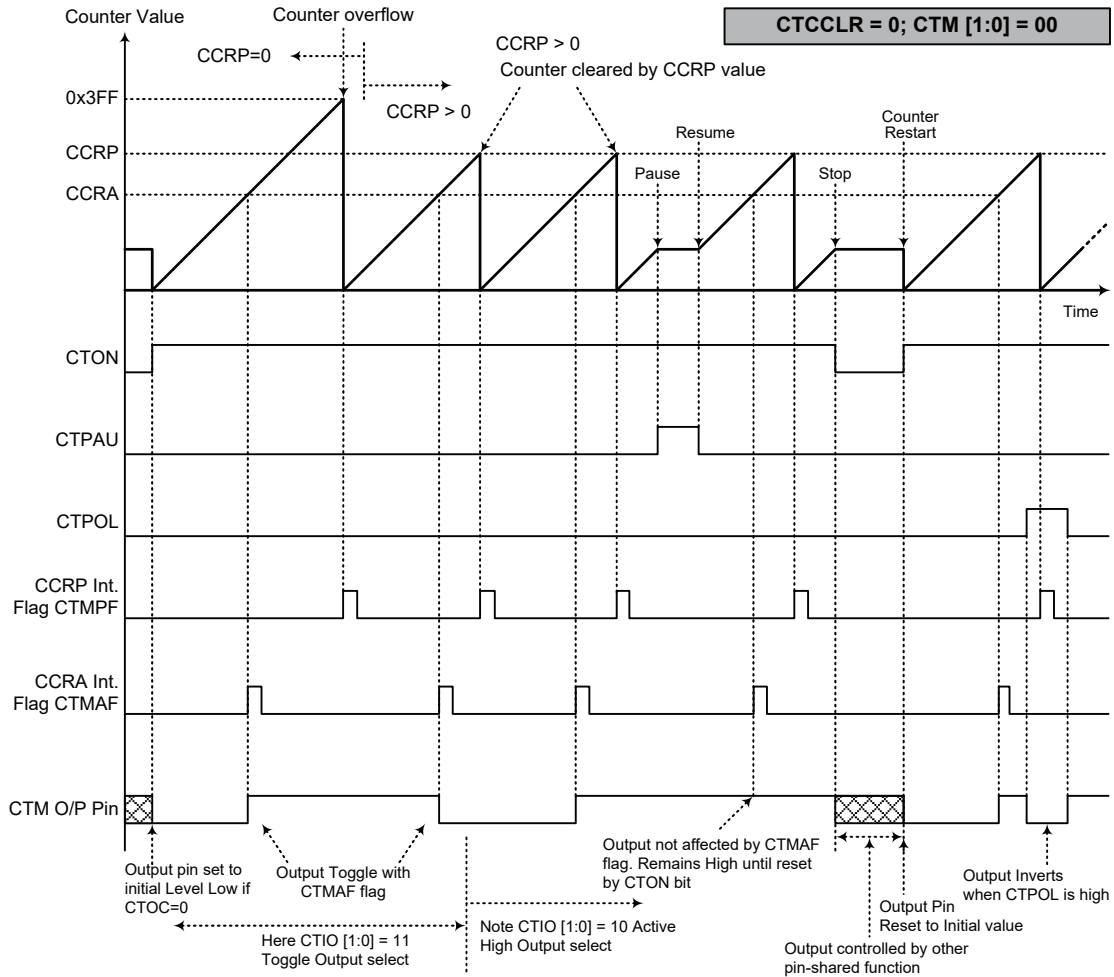 Counter Value
Counter overflow
CTCCLR = 0; CTM [1:0] = 00
CCRP=0
CCRP > 0
CCRP > 0
Counter cleared by CCRP value
0x3FF
CCRP
CCRA
Pause
Resume
Stop
Counter
Restart
Time
CTON
CTPAU
CTPOL
CCRP Int.
Flag CTMPF
CCRA Int.
Flag CTMAF
CTM O/P Pin
Output pin set to
initial Level Low if
CTOC=0
Output Toggle with
CTMAF flag
Here CTIO [1:0] = 11
Toggle Output select
Note CTIO [1:0] = 10 Active
High Output select
Output not affected by CTMAF
flag. Remains High until reset
by CTON bit
Output controlled by other
pin-shared function
Output Pin
Reset to Initial value
Output Inverts
when CTPOL is high